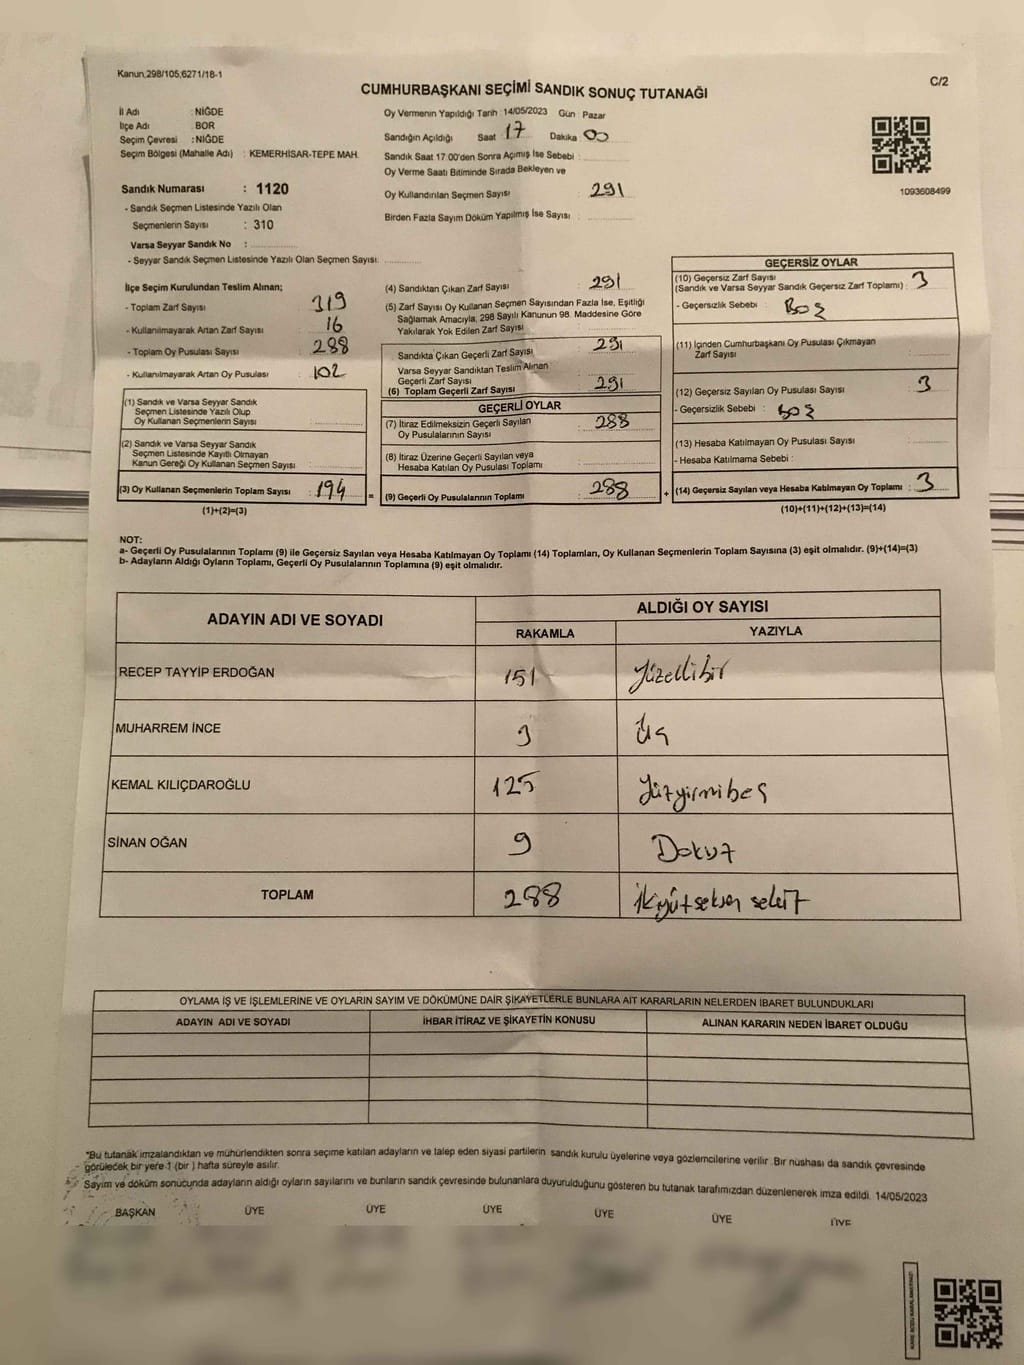 Kanun,298/105,6271/18-1
C/2
CUMHURBAŞKANI SEÇİMİ SANDIK SONUÇ TUTANAĞI
İl Adı : NİĞDE
İlçe Adı : BOR
Seçim Çevresi : NİĞDE
Seçim Bölgesi (Mahalle Adı) : KEMERHİSAR-TEPE MAH.
Sandık Numarası : 1120
- Sandık Seçmen Listesinde Yazılı Olan
Seçmenlerin Sayısı : 310
Varsa Seyyar Sandık No :
- Seyyar Sandık Seçmen Listesinde Yazılı Olan Seçmen Sayısı:
Oy Vermenin Yapıldığı Tarih : 14/05/2023 Gün Pazar
Sandığın Açıldığı Saat 17 Dakika 00
Sandık Saat 17:00'den Sonra Açımış İse Sebebi :
Oy Verme Saati Bitiminde Sırada Bekleyen ve
Oy Kullandırılan Seçmen Sayısı : 291
Birden Fazla Sayım Döküm Yapılmış İse Sayısı :
1093608499
İlçe Seçim Kurulundan Teslim Alınan;
- Toplam Zarf Sayısı : 319
- Kullanılmayarak Artan Zarf Sayısı : 16
- Toplam Oy Pusulası Sayısı : 288
- Kullanılmayarak Artan Oy Pusulası : 102
(1) Sandık ve Varsa Seyyar Sandık
Seçmen Listesinde Yazılı Olup
Oy Kullanan Seçmenlerin Sayısı :
(2) Sandık ve Varsa Seyyar Sandık
Seçmen Listesinde Kayıtlı Olmayan
Kanun Gereği Oy Kullanan Seçmen Sayısı :
(3) Oy Kullanan Seçmenlerin Toplam Sayısı : 194
(1)+(2)=(3)
=
(4) Sandıktan Çıkan Zarf Sayısı : 291
(5) Zarf Sayısı Oy Kullanan Seçmen Sayısından Fazla İse, Eşitliği
Sağlamak Amacıyla, 298 Sayılı Kanunun 98. Maddesine Göre
Yakılarak Yok Edilen Zarf Sayısı :
Sandıkta Çıkan Geçerli Zarf Sayısı : 291
Varsa Seyyar Sandıktan Teslim Alınan
Geçerli Zarf Sayısı
(6) Toplam Geçerli Zarf Sayısı : 291
GEÇERLİ OYLAR
(7) İtiraz Edilmeksizin Geçerli Sayılan
Oy Pusulalarının Sayısı : 288
(8) İtiraz Üzerine Geçerli Sayılan veya
Hesaba Katılan Oy Pusulası Toplamı :
(9) Geçerli Oy Pusulalarının Toplamı : 288
+
GEÇERSİZ OYLAR
(10) Geçersiz Zarf Sayısı
(Sandık ve Varsa Seyyar Sandık Geçersiz Zarf Toplamı) : 3
- Geçersizlik Sebebi : Boş
(11) İçinden Cumhurbaşkanı Oy Pusulası Çıkmayan
Zarf Sayısı :
(12) Geçersiz Sayılan Oy Pusulası Sayısı : 3
- Geçersizlik Sebebi : Boş
(13) Hesaba Katılmayan Oy Pusulası Sayısı :
- Hesaba Katılmama Sebebi :
(14) Geçersiz Sayılan veya Hesaba Katılmayan Oy Toplamı : 3
(10)+(11)+(12)+(13)=(14)
NOT:
a- Geçerli Oy Pusulalarının Toplamı (9) ile Geçersiz Sayılan veya Hesaba Katılmayan Oy Toplamı (14) Toplamları, Oy Kullanan Seçmenlerin Toplam Sayısına (3) eşit olmalıdır. (9)+(14)=(3)
b- Adayların Aldığı Oyların Toplamı, Geçerli Oy Pusulalarının Toplamına (9) eşit olmalıdır.
ADAYIN ADI VE SOYADI
ALDIĞI OY SAYISI
RAKAMLA YAZIYLA
RECEP TAYYİP ERDOĞAN 151 yüzellibir
MUHARREM İNCE 3 Üç
KEMAL KILIÇDAROĞLU 125 yüzyirmibeş
SİNAN OĞAN 9 Dokuz
TOPLAM 288
OYLAMA İŞ VE İŞLEMLERİNE VE OYLARIN SAYIM VE DÖKÜMÜNE DAİR ŞİKAYETLERLE BUNLARA AİT KARARLARIN NELERDEN İBARET BULUNDUKLARI
ADAYIN ADI VE SOYADI İHBAR İTİRAZ VE ŞİKAYETİN KONUSU ALINAN KARARIN NEDEN İBARET OLDUĞU
"Bu tutanak imzalandıktan ve mühürlendikten sonra seçime katılan adayların ve talep eden siyasi partilerin sandık kurulu üyelerine veya gözlemcilerine verilir .Bir nüshası da sandık çevresinde
görülecek bir yere 1 (bir ) hafta süreyle asılır.
Sayım ve döküm sonucunda adayların aldığı oyların sayılarını ve bunların sandık çevresinde bulunanlara duyurulduğunu gösteren bu tutanak tarafımızdan düzenlenerek imza edildi. 14/05/2023
BAŞKAN ÜYE ÜYE ÜYE ÜYE ÜYE ÜYE